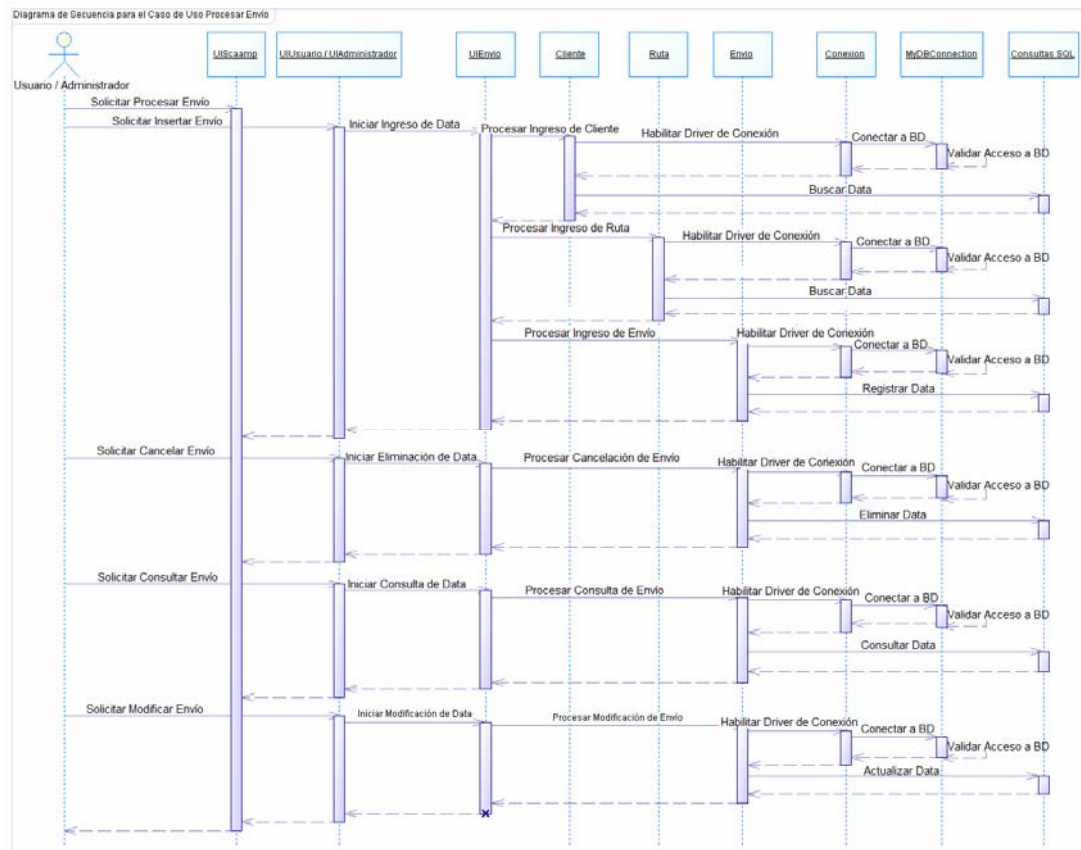 Diagrama de Secuencia para el Caso de Uso Procesar Envío
UIScaamp
UIUsuario / UIAdministrador
UIEnvio
Cliente
Ruta
Envio
Conexion
MyDBConnection
Consultas SQL
Usuario / Administrador
Solicitar Procesar Envío
Solicitar Insertar Envío
Iniciar Ingreso de Data
Procesar Ingreso de Cliente
Habilitar Driver de Conexión
Conectar a BD
Validar Acceso a BD
Buscar Data
Procesar Ingreso de Ruta
Habilitar Driver de Conexión
Conectar a BD
Validar Acceso a BD
Buscar Data
Procesar Ingreso de Envío
Habilitar Driver de Conexión
Conectar a BD
Validar Acceso a BD
Registrar Data
Solicitar Cancelar Envío
Iniciar Eliminación de Data
Procesar Cancelación de Envío
Habilitar Driver de Conexión
Conectar a BD
Validar Acceso a BD
Eliminar Data
Solicitar Consultar Envío
Iniciar Consulta de Data
Procesar Consulta de Envío
Habilitar Driver de Conexión
Conectar a BD
Validar Acceso a BD
Consultar Data
Solicitar Modificar Envío
Iniciar Modificación de Data
Procesar Modificación de Envío
Habilitar Driver de Conexión
Conectar a BD
Validar Acceso a BD
Actualizar Data